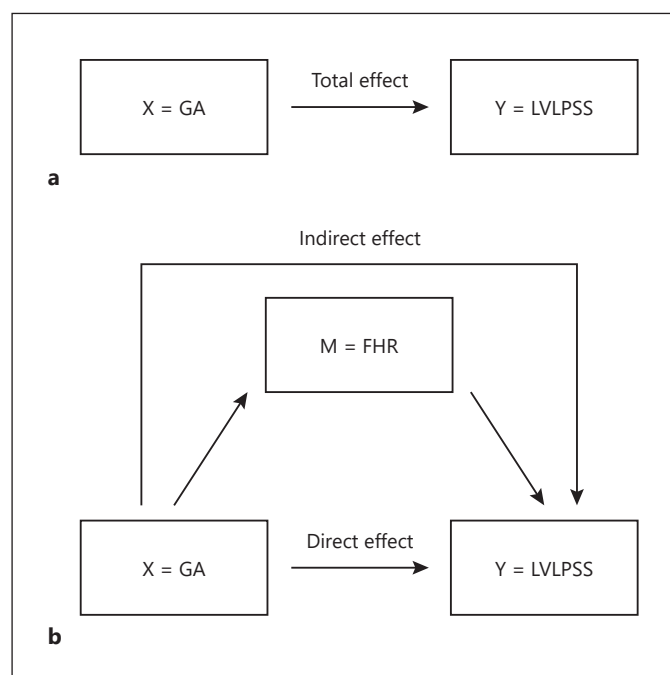 Total effect
X = GA
Y = LVLPSS
a
Indirect effect
M = FHR
Direct effect
X = GA
Y = LVLPSS
b